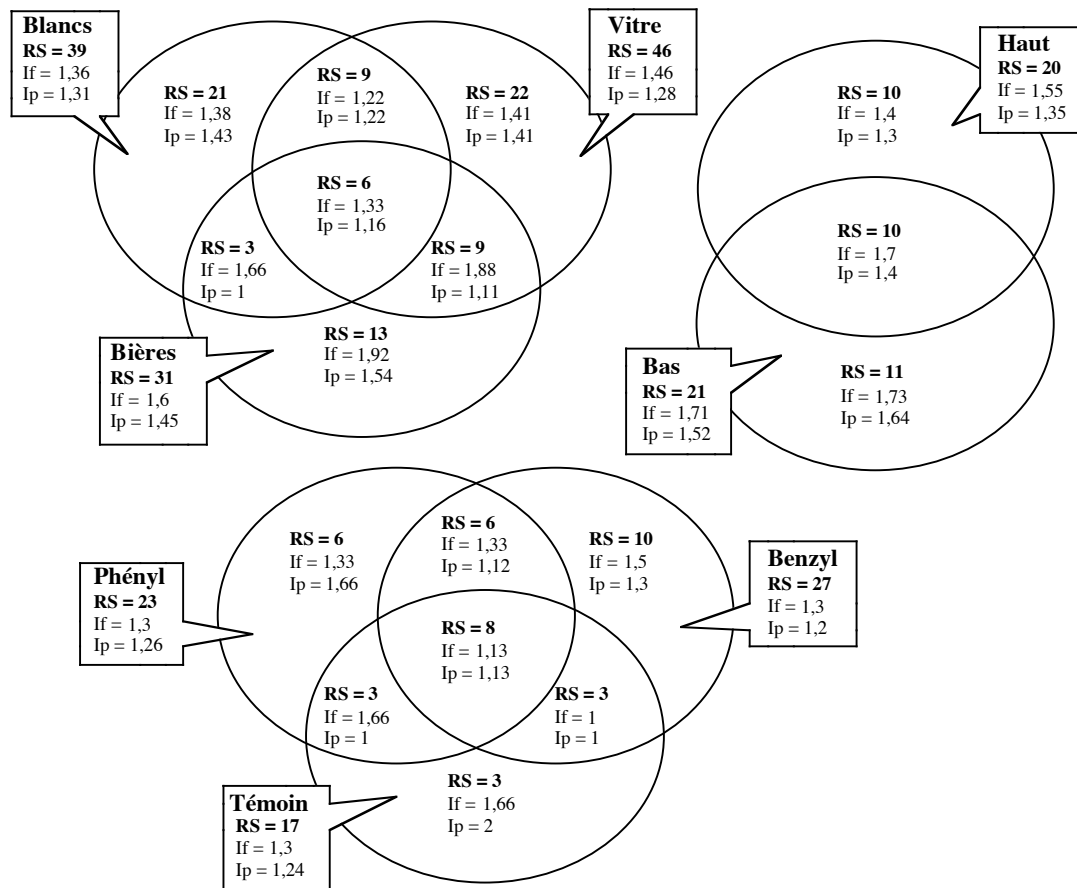 Blancs
RS = 39
If = 1,36
Ip = 1,31
RS = 21
If = 1,38
Ip = 1,43
RS = 9
If = 1,22
Ip = 1,22
RS = 22
If = 1,41
Ip = 1,41
Vitre
RS = 46
If = 1,46
Ip = 1,28
RS = 6
If = 1,33
Ip = 1,16
RS = 3
If = 1,66
Ip = 1
RS = 9
If = 1,88
Ip = 1,11
RS = 13
If = 1,92
Ip = 1,54
Bières
RS = 31
If = 1,6
Ip = 1,45
Haut
RS = 20
If = 1,55
Ip = 1,35
RS = 10
If = 1,4
Ip = 1,3
RS = 10
If = 1,7
Ip = 1,4
Bas
RS = 21
If = 1,71
Ip = 1,52
RS = 11
If = 1,73
Ip = 1,64
Phényl
RS = 23
If = 1,3
Ip = 1,26
RS = 6
If = 1,33
Ip = 1,66
RS = 6
If = 1,33
Ip = 1,12
RS = 10
If = 1,5
Ip = 1,3
Benzyl
RS = 27
If = 1,3
Ip = 1,2
RS = 8
If = 1,13
Ip = 1,13
RS = 3
If = 1,66
Ip = 1
RS = 3
If = 1
Ip = 1
RS = 3
If = 1,66
Ip = 2
Témoin
RS = 17
If = 1,3
Ip = 1,24